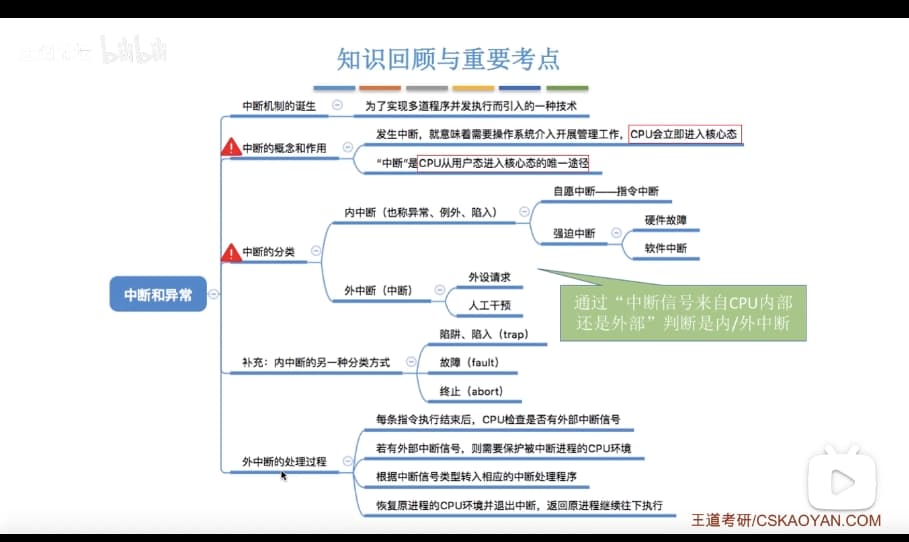 bilibili
知识回顾与重要考点
中断机制的诞生
为了实现多道程序并发执行而引入的一种技术
发生中断，就意味着需要操作系统介入开展管理工作，CPU会立即进入核心态
中断的概念和作用
“中断”是CPU从用户态进入核心态的唯一途径
自愿中断——指令中断
内中断（也称异常、例外、陷入）
硬件故障
强迫中断
软件中断
中断的分类
外设请求
外中断（中断）
人工干预
中断和异常
通过“中断信号来自CPU内部
还是外部”判断是内/外中断
陷阱、陷入（trap）
补充：内中断的另一种分类方式
故障（fault）
终止（abort）
每条指令执行结束后，CPU检查是否有外部中断信号
若有外部中断信号，则需要保护被中断进程的CPU环境
外中断的处理过程
根据中断信号类型转入相应的中断处理程序
恢复原进程的CPU环境并退出中断，返回原进程继续往下执行
王道考研/CSKAOYAN.COM